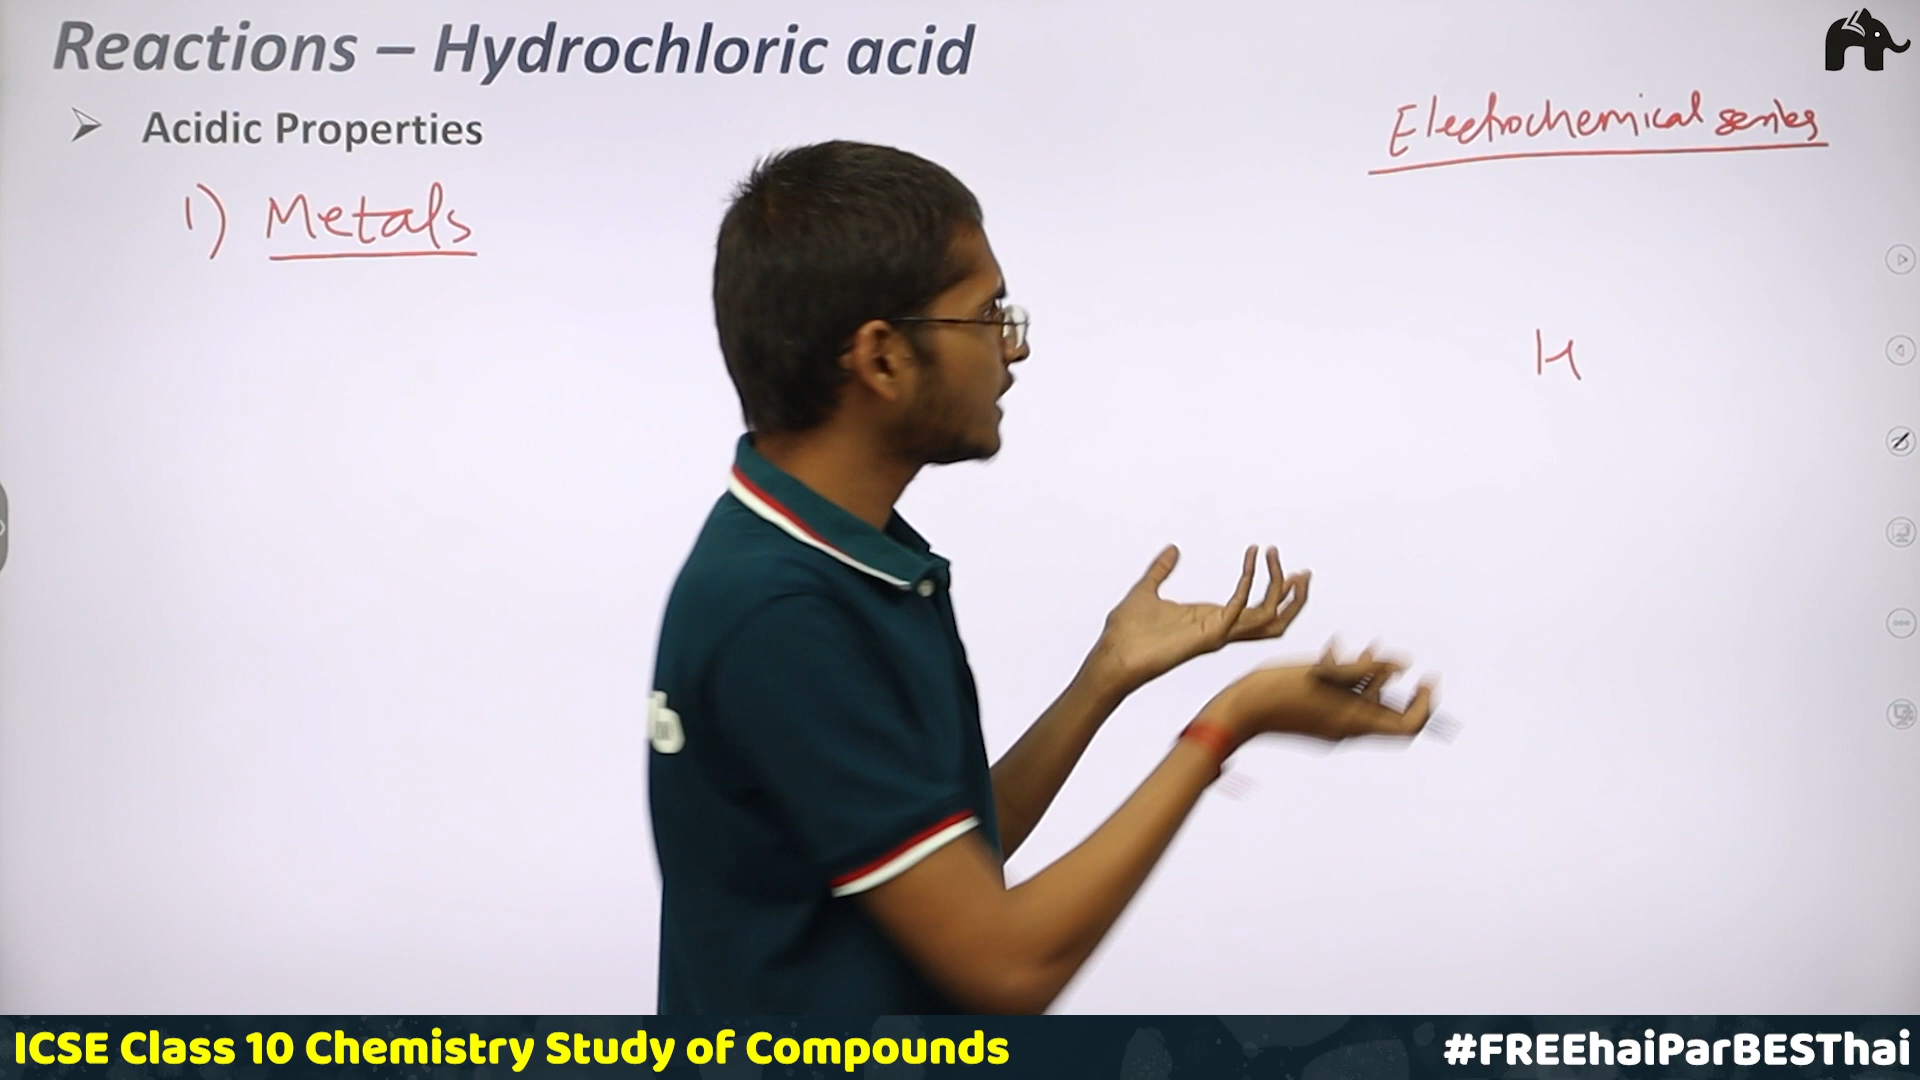 Reactions – Hydrochloric acid
➢ Acidic Properties
Electrochemical series
1) Metals
H
ICSE Class 10 Chemistry Study of Compounds
#FREEhaiParBESThai